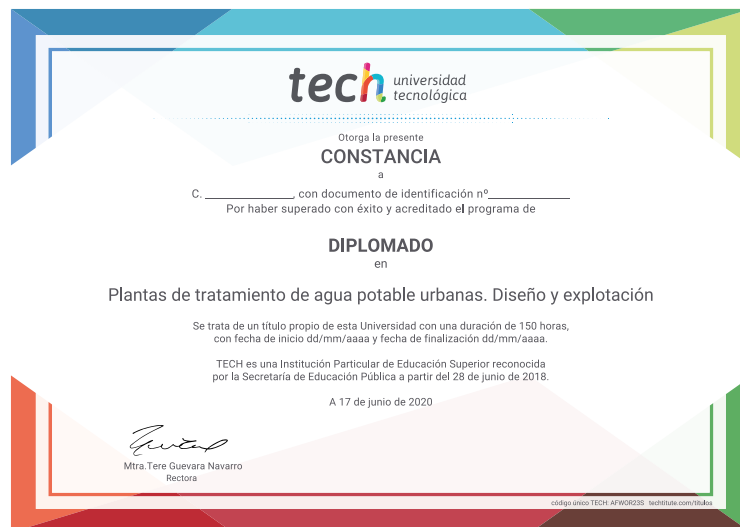 tech universidad
tecnológica
Otorga la presente
CONSTANCIA
a
C. ______________, con documento de identificación nº______________
Por haber superado con éxito y acreditado el programa de
DIPLOMADO
en
Plantas de tratamiento de agua potable urbanas. Diseño y explotación
Se trata de un título propio de esta Universidad con una duración de 150 horas,
con fecha de inicio dd/mm/aaaa y fecha de finalización dd/mm/aaaa.
TECH es una Institución Particular de Educación Superior reconocida
por la Secretaría de Educación Pública a partir del 28 de junio de 2018.
A 17 de junio de 2020
Mtra.Tere Guevara Navarro
Rectora
código único TECH: AFWOR23S techtitute.com/titulos